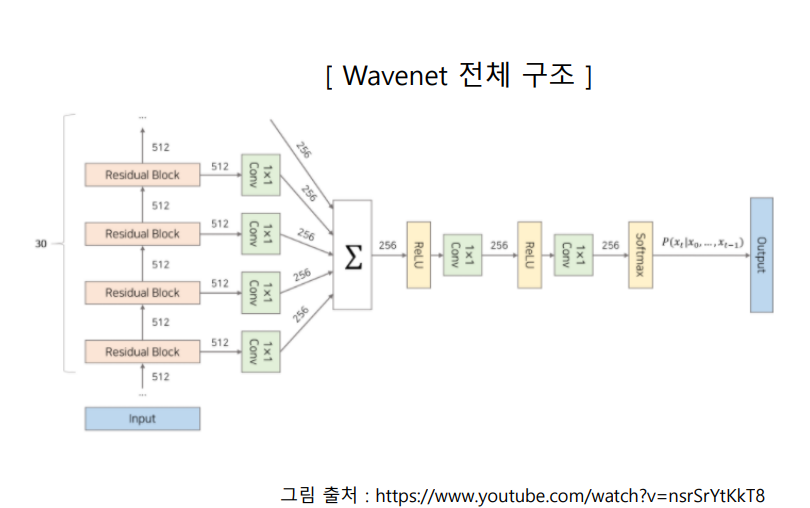 [ Wavenet 전체 구조 ]
...
512
256
Residual Block
512
1×1
Conv
256
512
Residual Block
512
1×1
Conv
256
30
512
Residual Block
512
1×1
Conv
256
512
Residual Block
512
1×1
Conv
256
512
...
Input
Σ
256
ReLU
1×1
Conv
256
ReLU
1×1
Conv
256
Softmax
P(xₜ|x₀, ..., xₜ₋₁)
Output
그림 출처 : https://www.youtube.com/watch?v=nsrSrYtKkT8